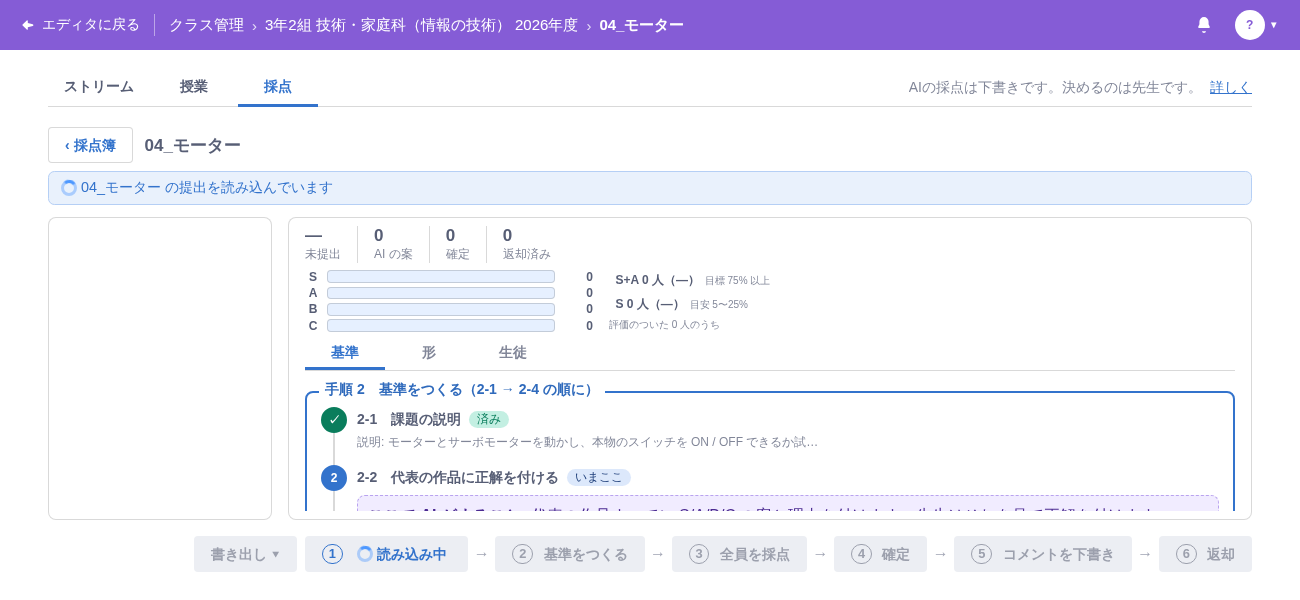 エディタに戻る クラス管理 › 3年2組 技術・家庭科（情報の技術） 2026年度 › 04_モーター ?
ストリーム 授業 採点 AIの採点は下書きです。決めるのは先生です。 詳しく
‹ 採点簿 04_モーター
04_モーター の提出を読み込んでいます
— 0 0 0
未提出 AI の案 確定 返却済み
S 0
A 0
B 0
C 0
S+A 0 人（—） 目標 75% 以上
S 0 人（—） 目安 5〜25%
評価のついた 0 人のうち
基準 形 生徒
手順 2 基準をつくる（2-1 → 2-4 の順に）
2-1 課題の説明 済み
説明: モーターとサーボモーターを動かし、本物のスイッチを ON / OFF できるか試…
2 2-2 代表の作品に正解を付ける いまここ
書き出し ▾ 1 読み込み中 → 2 基準をつくる → 3 全員を採点 → 4 確定 → 5 コメントを下書き → 6 返却